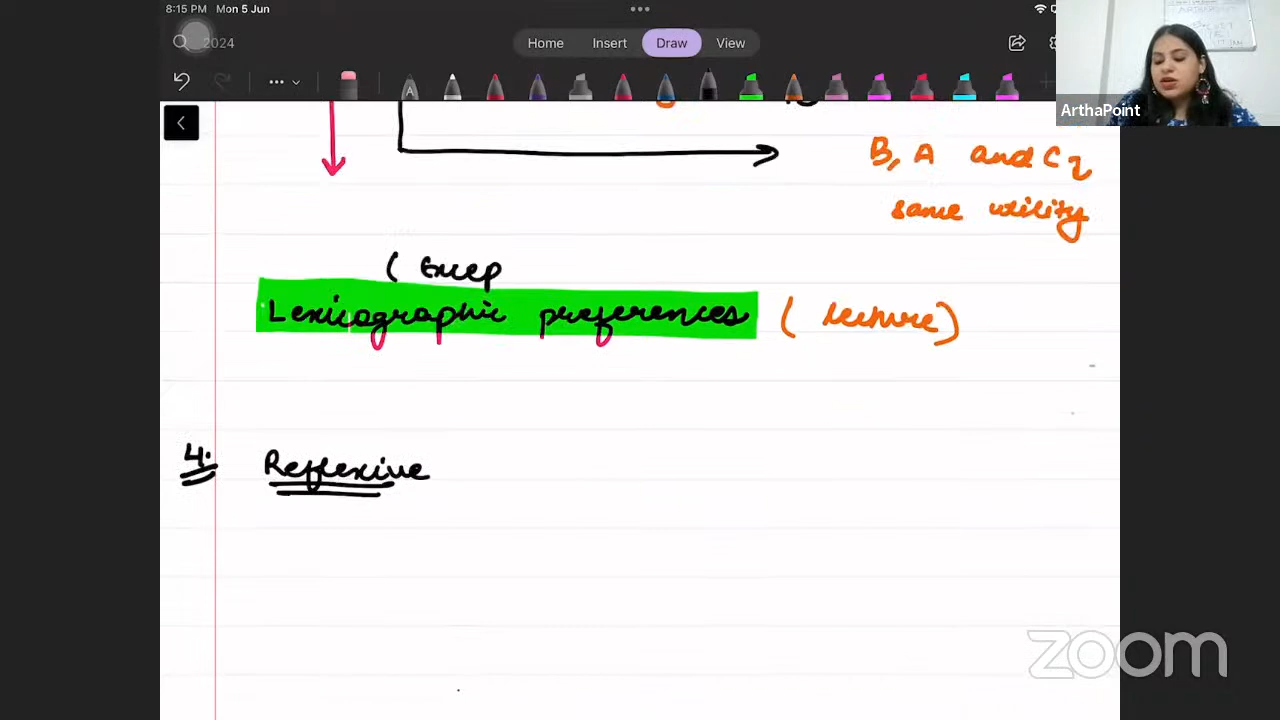 8:15 PM Mon 5 Jun
2024
Home Insert Draw View
ArthaPoint
B, A and C,
same utility
( Excep
Lexicographic preferences ( lecture)
4. Reflexive
zoom